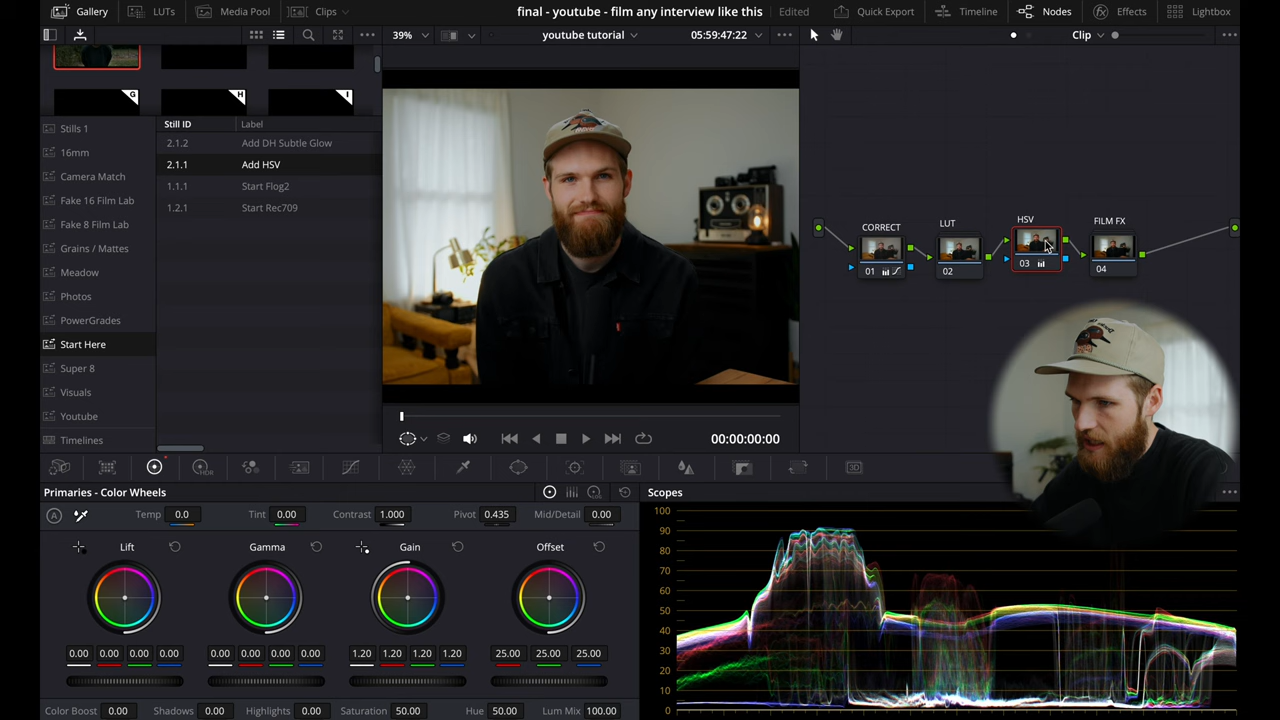 Gallery LUTs Media Pool Clips final - youtube - film any interview like this Edited Quick Export Timeline Nodes Effects Lightbox
39% youtube tutorial 05:59:47:22 Clip
G H I
Still ID Label
2.1.2 Add DH Subtle Glow
2.1.1 Add HSV
1.1.1 Start Flog2
1.2.1 Start Rec709
Stills 1
16mm
Camera Match
Fake 16 Film Lab
Fake 8 Film Lab
Grains / Mattes
Meadow
Photos
PowerGrades
Start Here
Super 8
Visuals
Youtube
Timelines
CORRECT LUT HSV FILM FX
01 02 03 04
00:00:00:00
HDR 3D
Primaries - Color Wheels Scopes
A Temp 0.0 Tint 0.00 Contrast 1.000 Pivot 0.435 Mid/Detail 0.00
Lift Gamma Gain Offset
0.00 0.00 0.00 0.00 0.00 0.00 0.00 0.00 1.20 1.20 1.20 1.20 25.00 25.00 25.00
Color Boost 0.00 Shadows 0.00 Highlights 0.00 Saturation 50.00 Hue 50.00 Lum Mix 100.00
100
90
80
70
60
50
40
30
20
10
0